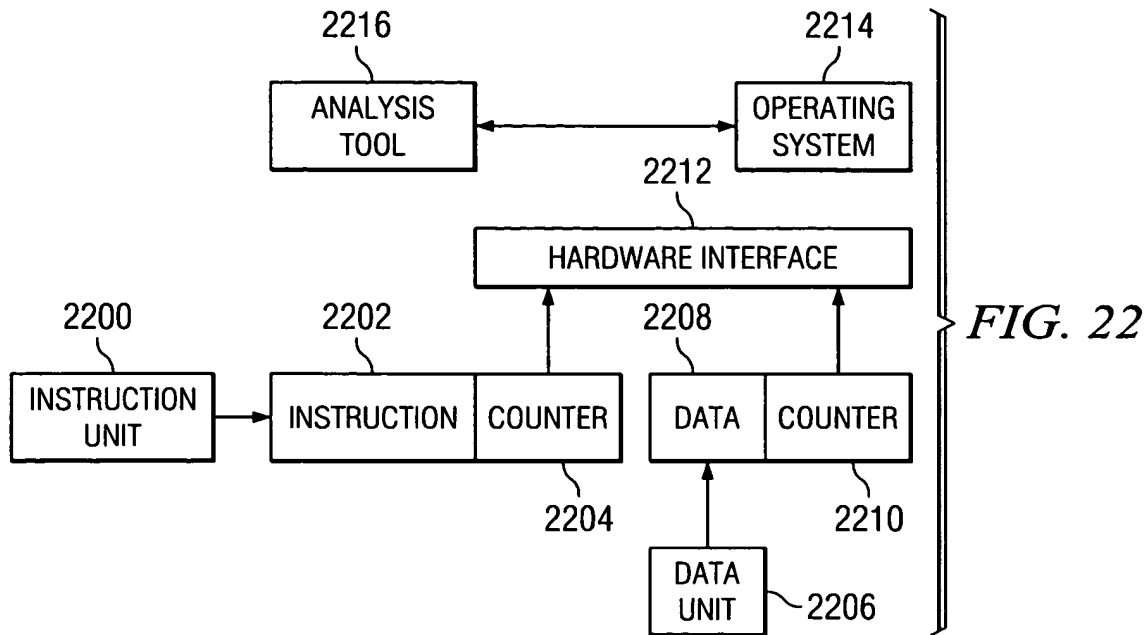 2216
2214
ANALYSIS
TOOL
OPERATING
SYSTEM
2212
HARDWARE INTERFACE
2200
2202
2208
INSTRUCTION
UNIT
INSTRUCTION
COUNTER
DATA
COUNTER
FIG. 22
2204
2210
DATA
UNIT
2206